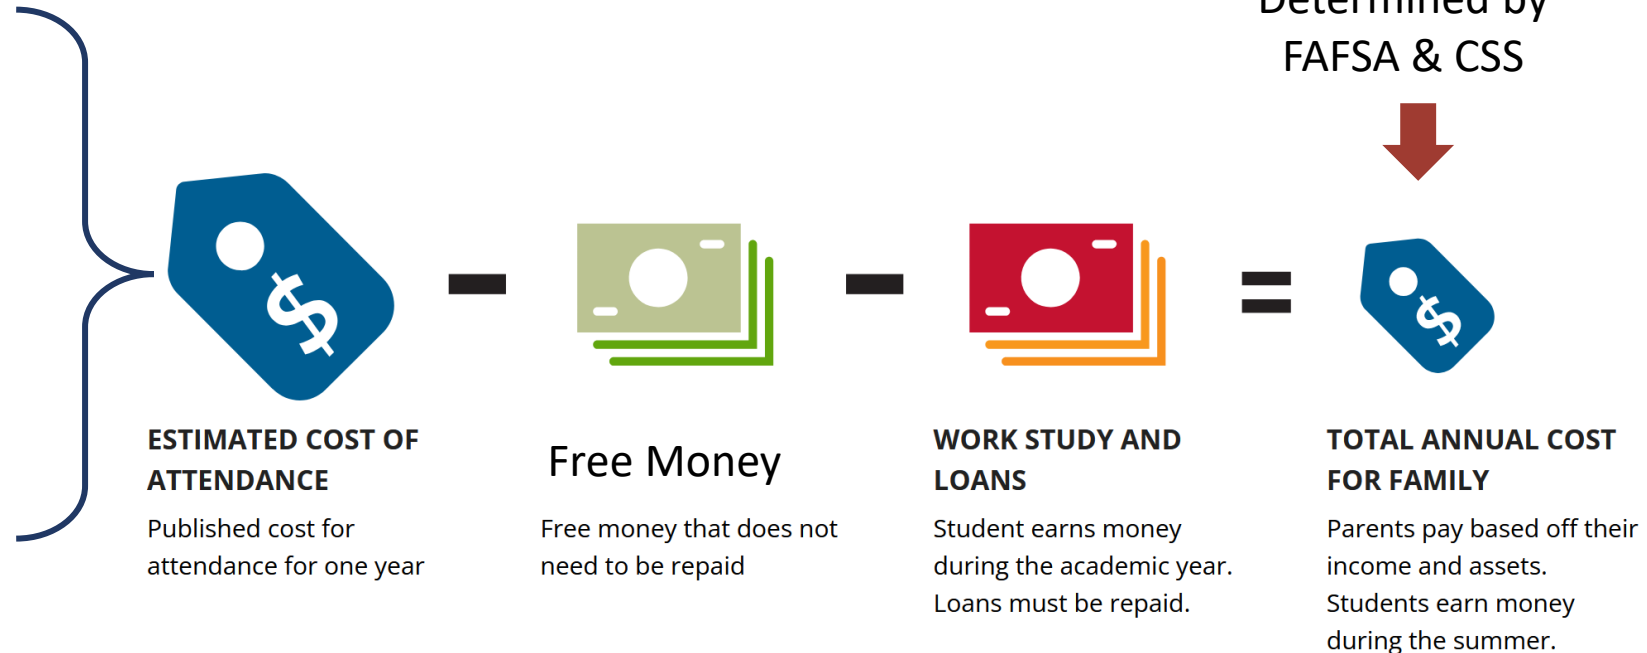 Determined by
FAFSA & CSS
$
$
ESTIMATED COST OF
ATTENDANCE
Published cost for
attendance for one year
Free Money
Free money that does not
need to be repaid
WORK STUDY AND
LOANS
Student earns money
during the academic year.
Loans must be repaid.
TOTAL ANNUAL COST
FOR FAMILY
Parents pay based off their
income and assets.
Students earn money
during the summer.